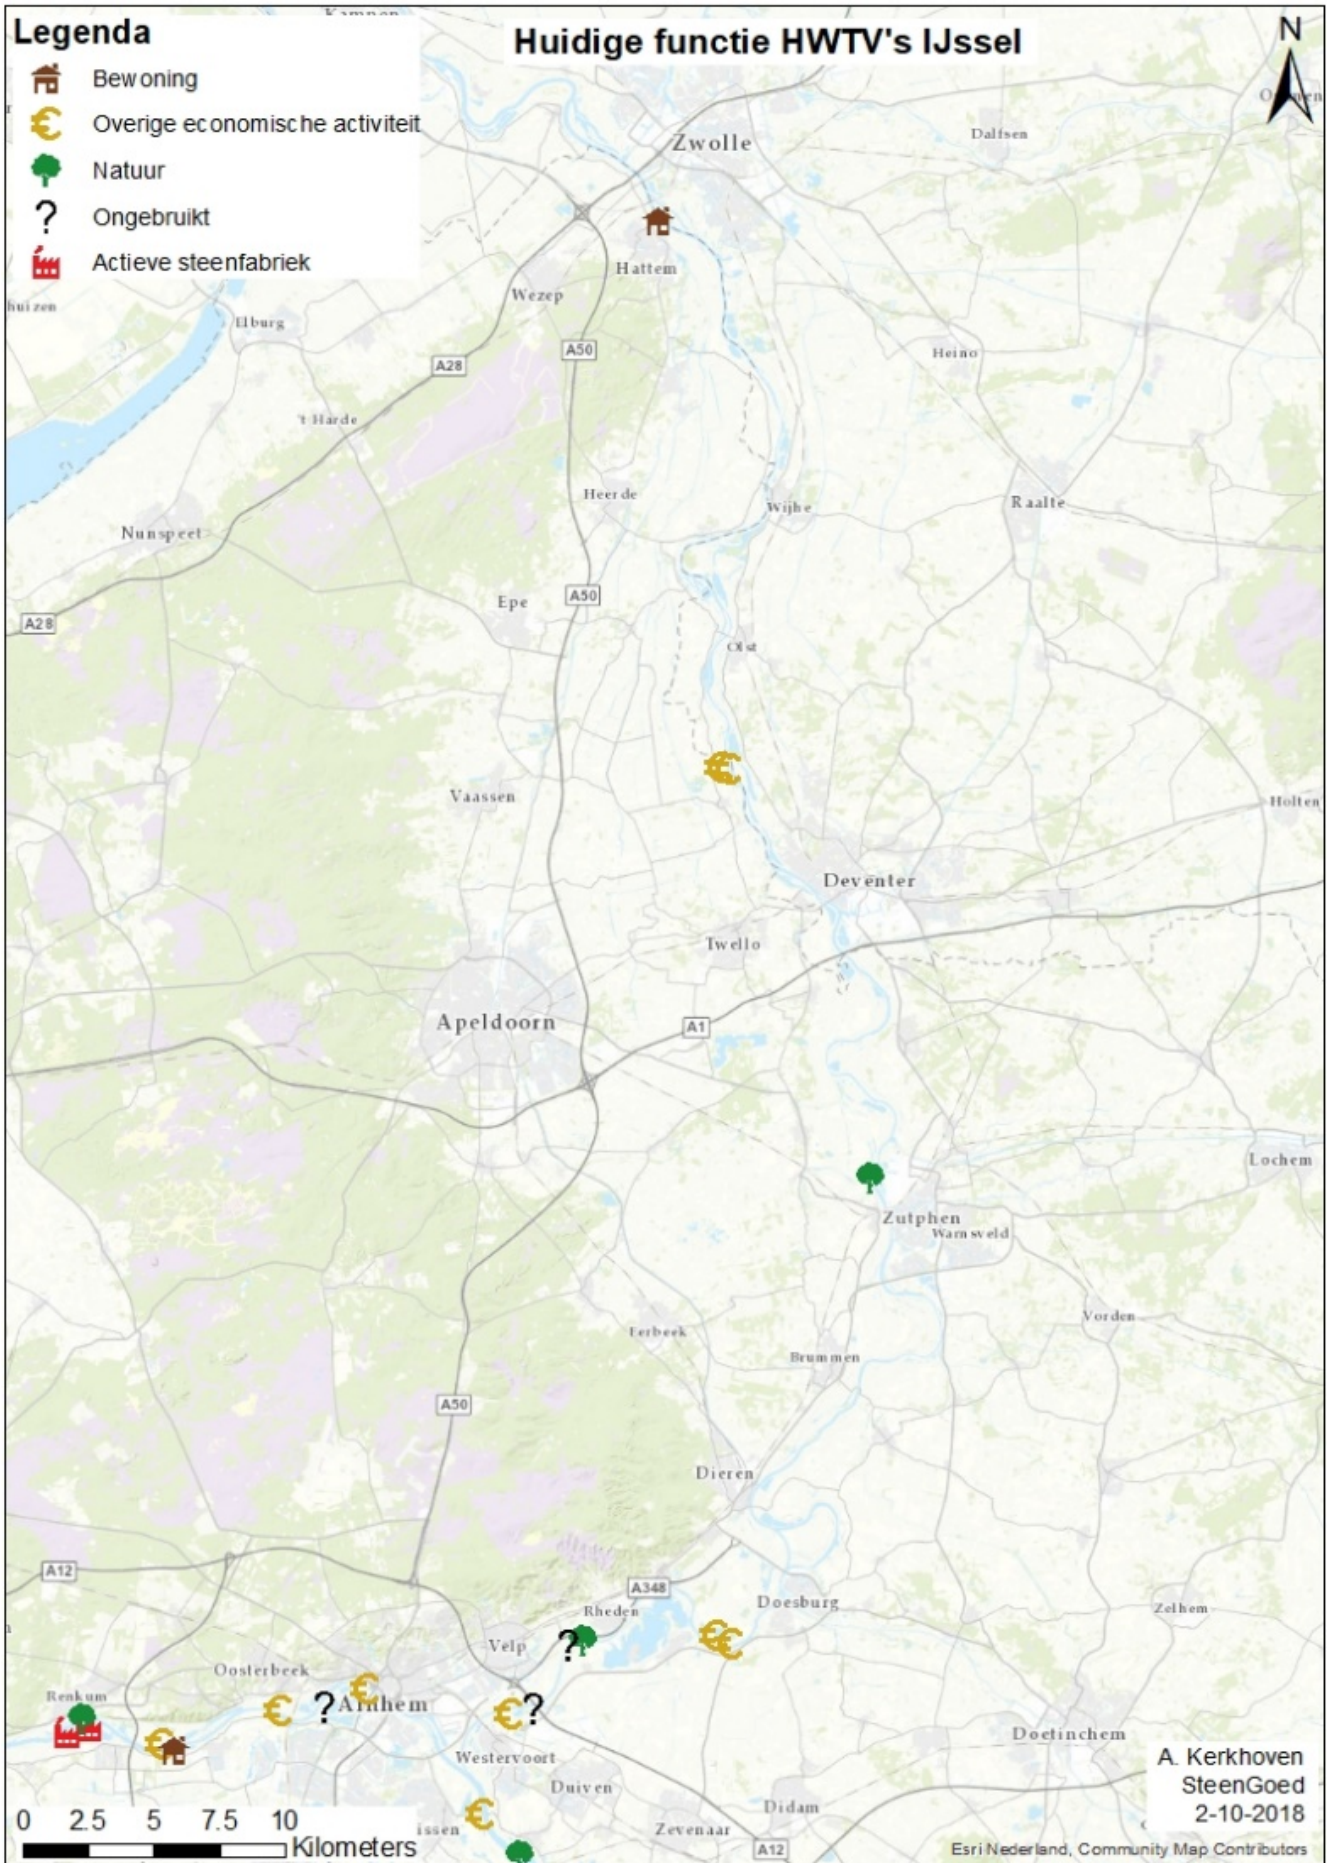 Kampen
Legenda
Huidige functie HWTV's IJssel
N
Bewoning
Overige economische activiteit
Natuur
?
Ongebruikt
Actieve steenfabriek
Zwolle
Dalfsen
Hattem
Wezep
huizen
Elburg
A50
A28
Heino
't Harde
Heerde
Wijhe
Raalte
Nunspeet
Epe
A50
A28
Olst
Vaassen
Holten
Deventer
Twello
Apeldoorn
A1
Lochem
Zutphen
Warnsveld
Vorden
Eerbeek
Brummen
A50
Dieren
A12
A348
Doesburg
Rheden
Zelhem
Velp
?
Oosterbeek
Renkum
?
Arnhem
?
Doetinchem
Westervoort
Duiven
Didam
issen
Zevenaar
A12
0 2.5 5 7.5 10
Kilometers
A. Kerkhoven
SteenGoed
2-10-2018
Esri Nederland, Community Map Contributors